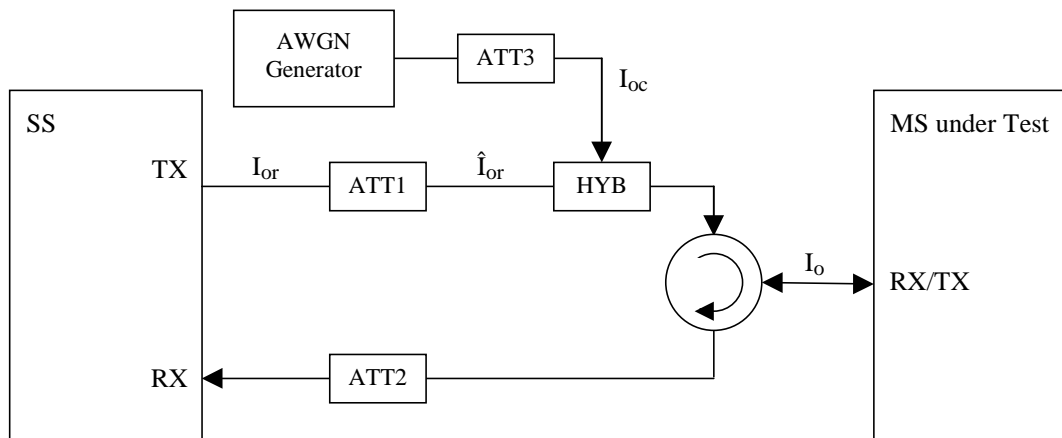 AWGN
Generator
ATT3
I_oc
SS
MS under Test
TX
I_or
ATT1
Î_or
HYB
I_o
RX/TX
RX
ATT2